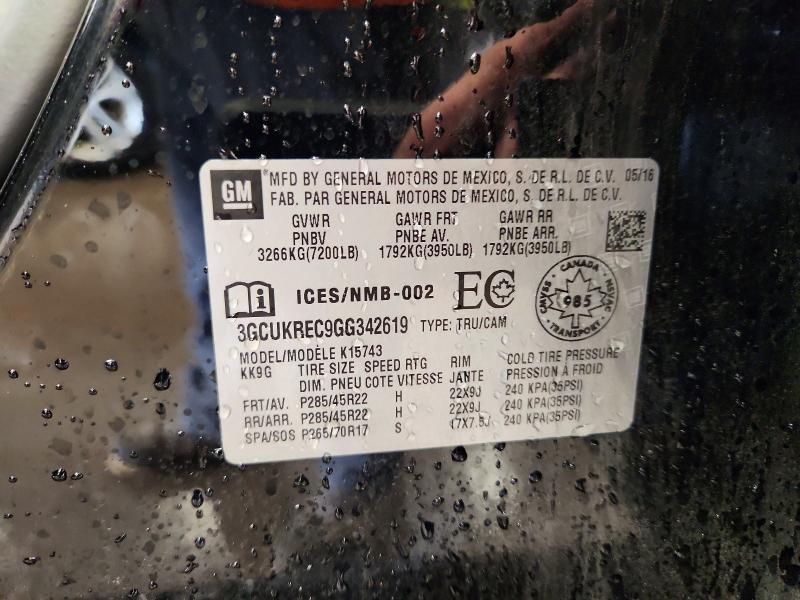 GM
MFD BY GENERAL MOTORS DE MEXICO, S. DE R.L. DE C.V. 05/16
FAB. PAR GENERAL MOTORS DE MEXICO, S. DE R.L. DE C.V.
GVWR GAWR FRT GAWR RR
PNBV PNBE AV. PNBE ARR.
3266KG(7200LB) 1792KG(3950LB) 1792KG(3950LB)
i ICES/NMB-002 EC
CANADA
CMVSS 985 NSVAC
TRANSPORT
3GCUKREC9GG342619 TYPE: TRU/CAM
MODEL/MODÈLE K15743
KK9G TIRE SIZE SPEED RTG RIM COLD TIRE PRESSURE
DIM. PNEU COTE VITESSE JANTE PRESSION À FROID
FRT/AV. P285/45R22 H 22X9J 240 KPA(35PSI)
RR/ARR. P285/45R22 H 22X9J 240 KPA(35PSI)
SPA/SOS P265/70R17 S 17X7.5J 240 KPA(35PSI)